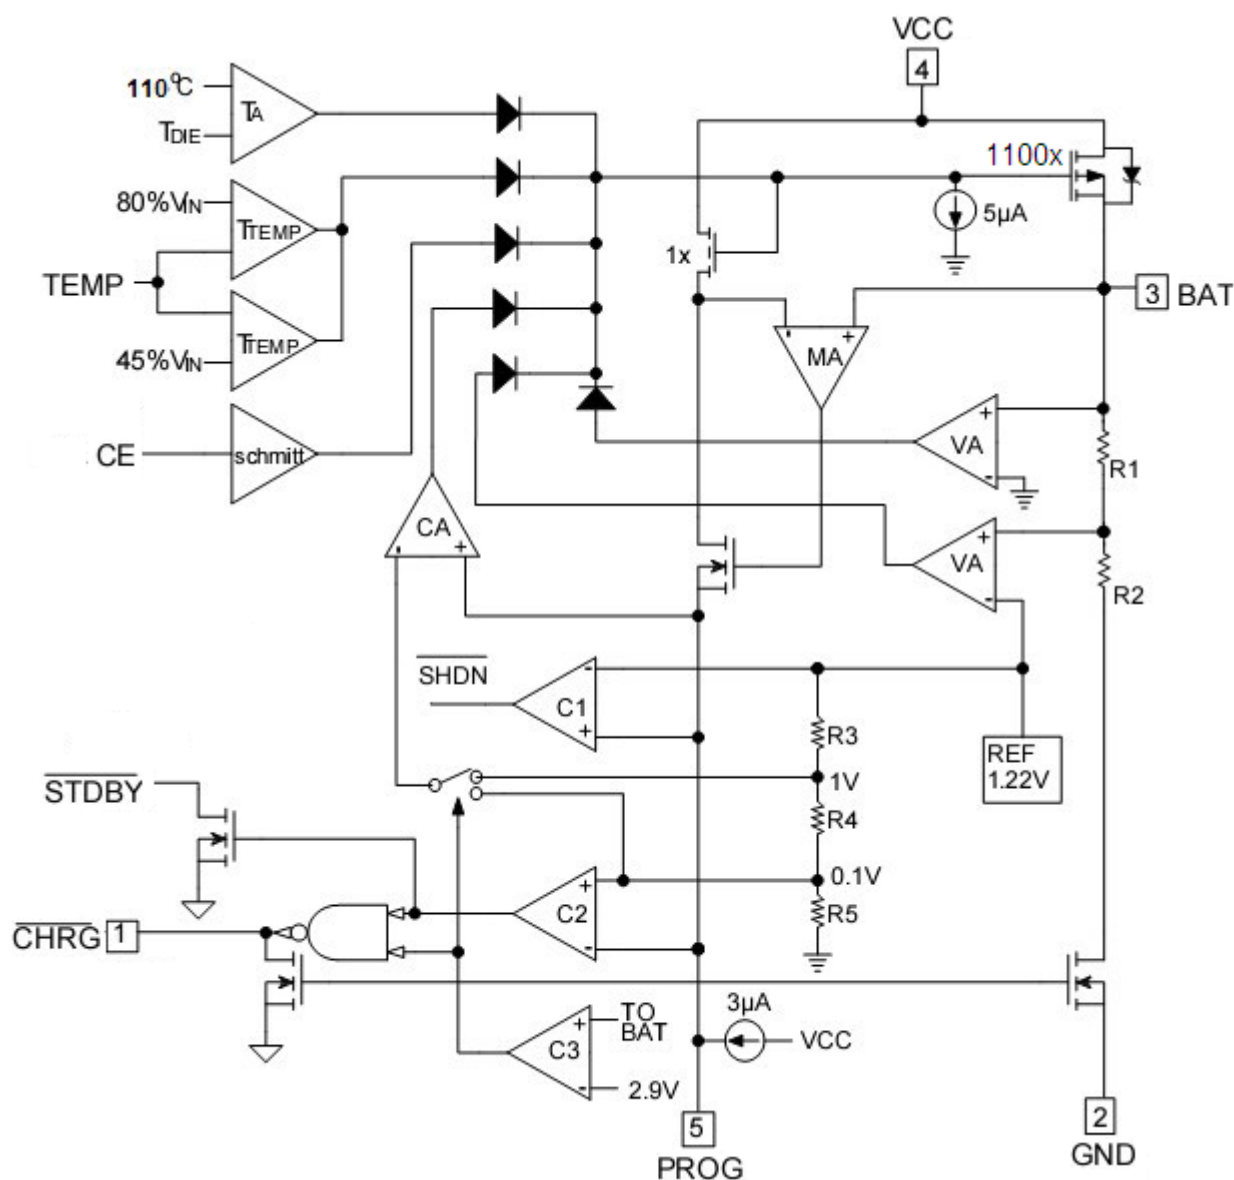 VCC
4
110°C
TDIE
TA
1100x
80%VIN
TTEMP
5μA
TEMP
1x
3 BAT
45%VIN
TTEMP
- +
MA
CE
schmitt
+
VA
-
R1
CA
- +
+
VA
-
R2
SHDN
-
C1
+
R3
REF
1.22V
STDBY
1V
R4
0.1V
+
C2
-
R5
CHRG 1
3μA
TO
BAT
+
C3
-
VCC
2.9V
5
PROG
2
GND